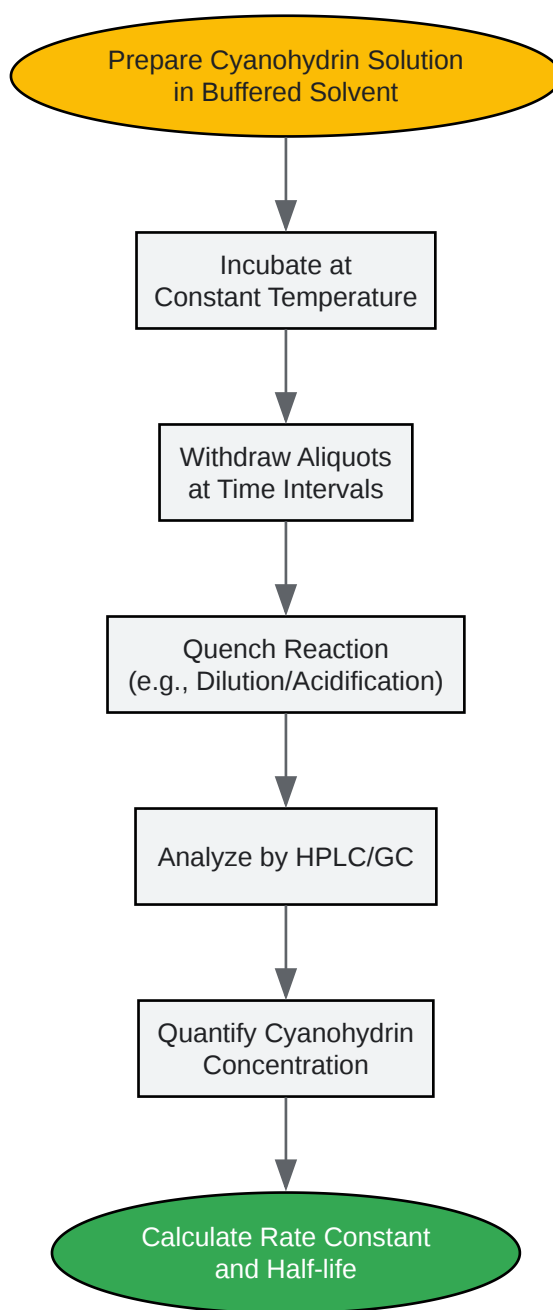 Prepare Cyanohydrin Solution
in Buffered Solvent
Incubate at
Constant Temperature
Withdraw Aliquots
at Time Intervals
Quench Reaction
(e.g., Dilution/Acidification)
Analyze by HPLC/GC
Quantify Cyanohydrin
Concentration
Calculate Rate Constant
and Half-life